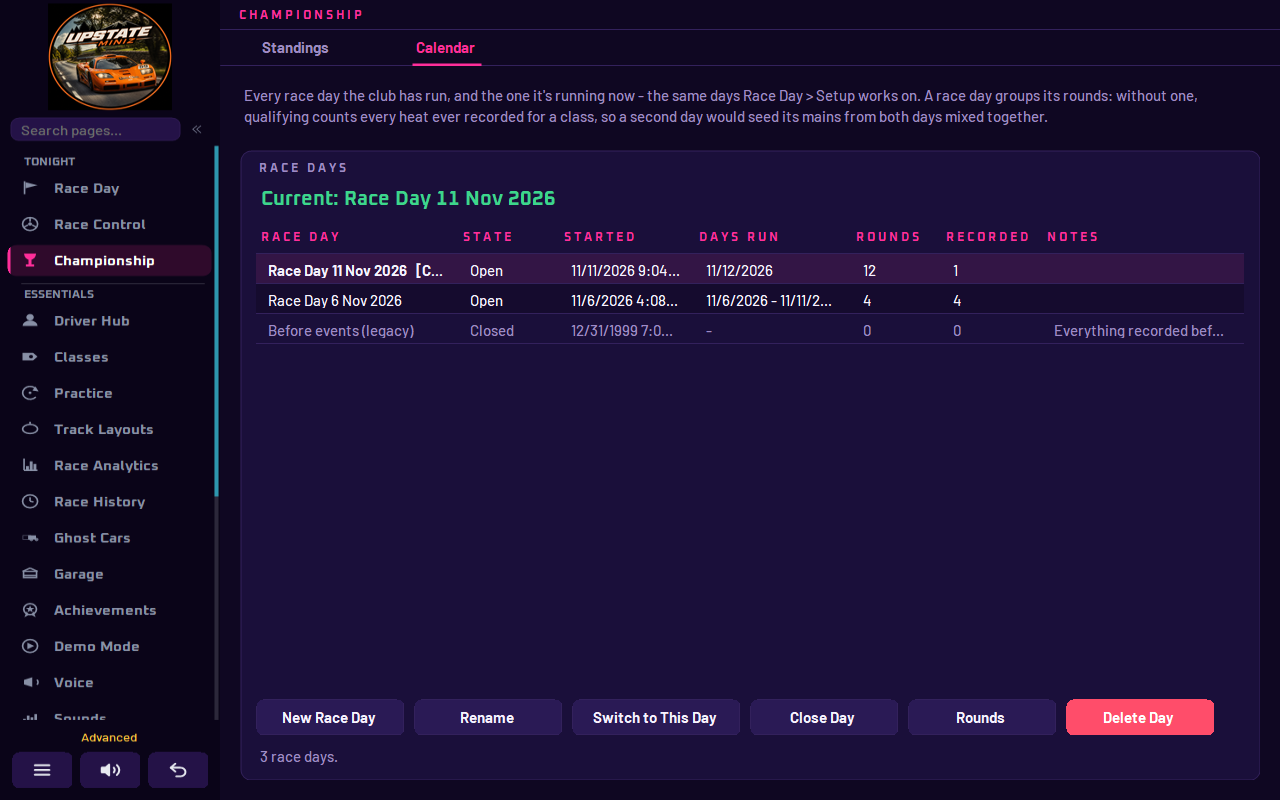 UPSTATE
MINIZ
Search pages...
«
TONIGHT
Race Day
Race Control
Championship
ESSENTIALS
Driver Hub
Classes
Practice
Track Layouts
Race Analytics
Race History
Ghost Cars
Garage
Achievements
Demo Mode
Voice
Sounds
Advanced
CHAMPIONSHIP
Standings Calendar
Every race day the club has run, and the one it's running now - the same days Race Day > Setup works on. A race day groups its rounds: without one,
qualifying counts every heat ever recorded for a class, so a second day would seed its mains from both days mixed together.
RACE DAYS
Current: Race Day 11 Nov 2026
RACE DAY STATE STARTED DAYS RUN ROUNDS RECORDED NOTES
Race Day 11 Nov 2026 [C... Open 11/11/2026 9:04... 11/12/2026 12 1
Race Day 6 Nov 2026 Open 11/6/2026 4:08... 11/6/2026 - 11/11/2... 4 4
Before events (legacy) Closed 12/31/1999 7:0... - 0 0 Everything recorded bef...
New Race Day Rename Switch to This Day Close Day Rounds Delete Day
3 race days.